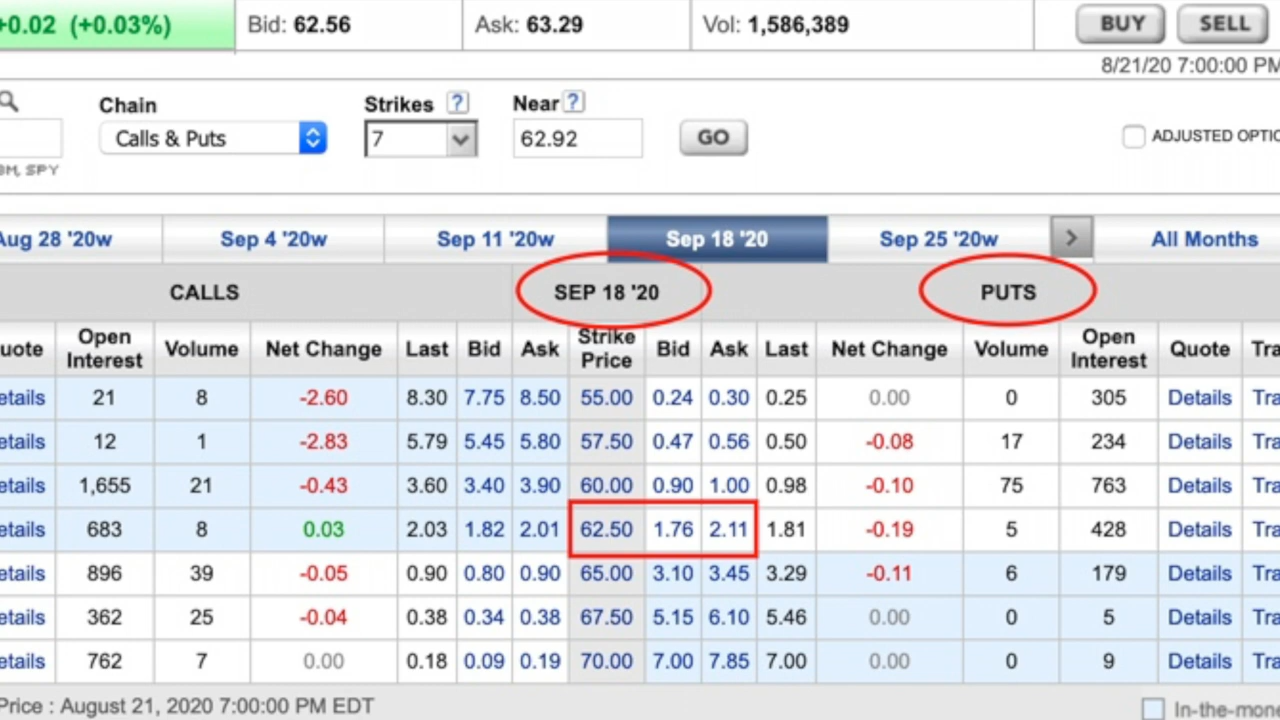 +0.02 (+0.03%) Bid: 62.56 Ask: 63.29 Vol: 1,586,389 BUY SELL
8/21/20 7:00:00 PM
Chain Strikes ? Near ?
Calls & Puts 7 62.92 GO ADJUSTED OPTIO
BM, SPY
Aug 28 '20w Sep 4 '20w Sep 11 '20w Sep 18 '20 Sep 25 '20w > All Months
CALLS SEP 18 '20 PUTS
uote Open Interest Volume Net Change Last Bid Ask Strike Price Bid Ask Last Net Change Volume Open Interest Quote Tra
etails 21 8 -2.60 8.30 7.75 8.50 55.00 0.24 0.30 0.25 0.00 0 305 Details Tra
etails 12 1 -2.83 5.79 5.45 5.80 57.50 0.47 0.56 0.50 -0.08 17 234 Details Tra
etails 1,655 21 -0.43 3.60 3.40 3.90 60.00 0.90 1.00 0.98 -0.10 75 763 Details Tra
etails 683 8 0.03 2.03 1.82 2.01 62.50 1.76 2.11 1.81 -0.19 5 428 Details Tra
etails 896 39 -0.05 0.90 0.80 0.90 65.00 3.10 3.45 3.29 -0.11 6 179 Details Tra
etails 362 25 -0.04 0.38 0.34 0.38 67.50 5.15 6.10 5.46 0.00 0 5 Details Tra
etails 762 7 0.00 0.18 0.09 0.19 70.00 7.00 7.85 7.00 0.00 0 9 Details Tra
Price : August 21, 2020 7:00:00 PM EDT In-the-mone